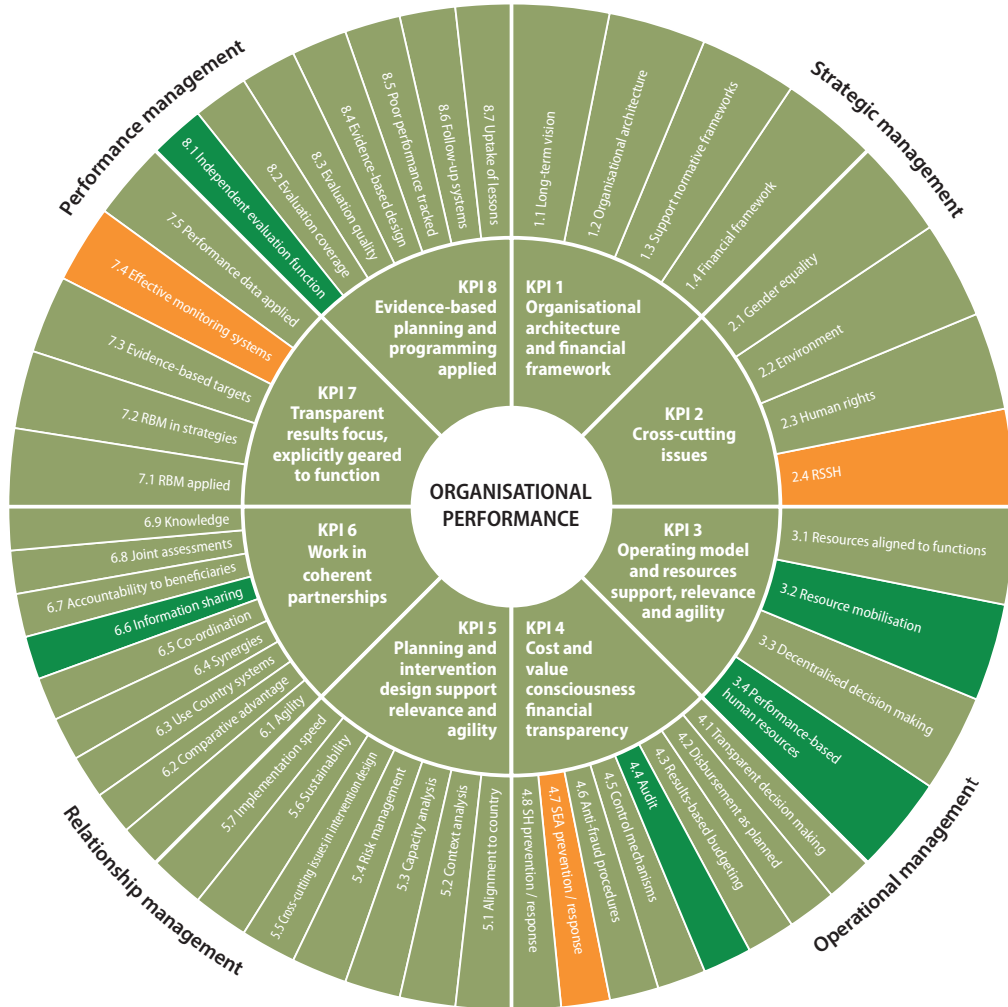 ORGANISATIONAL
PERFORMANCE
Strategic management
KPI 1
Organisational
architecture
and financial
framework
1.1 Long-term vision
1.2 Organisational architecture
1.3 Support normative frameworks
1.4 Financial framework
KPI 2
Cross-cutting
issues
2.1 Gender equality
2.2 Environment
2.3 Human rights
2.4 RSSH
Operational management
KPI 3
Operating model
and resources
support, relevance
and agility
3.1 Resources aligned to functions
3.2 Resource mobilisation
3.3 Decentralised decision making
3.4 Performance-based
human resources
KPI 4
Cost and
value
consciousness
financial
transparency
4.1 Transparent decision making
4.2 Disbursement as planned
4.3 Results-based budgeting
4.4 Audit
4.5 Control mechanisms
4.6 Anti-fraud procedures
4.7 SEA prevention / response
4.8 SH prevention / response
Relationship management
KPI 5
Planning and
intervention
design support
relevance and
agility
5.1 Alignment to country
5.2 Context analysis
5.3 Capacity analysis
5.4 Risk management
5.5 Cross-cutting issues in intervention design
5.6 Sustainability
5.7 Implementation speed
KPI 6
Work in
coherent
partnerships
6.1 Agility
6.2 Comparative advantage
6.3 Use Country systems
6.4 Synergies
6.5 Co-ordination
6.6 Information sharing
6.7 Accountability to beneficiaries
6.8 Joint assessments
6.9 Knowledge
Performance management
KPI 7
Transparent
results focus,
explicitly geared
to function
7.1 RBM applied
7.2 RBM in strategies
7.3 Evidence-based targets
7.4 Effective monitoring systems
7.5 Performance data applied
KPI 8
Evidence-based
planning and
programming
applied
8.1 Independent evaluation function
8.2 Evaluation coverage
8.3 Evaluation quality
8.4 Evidence-based design
8.5 Poor performance tracked
8.6 Follow-up systems
8.7 Uptake of lessons